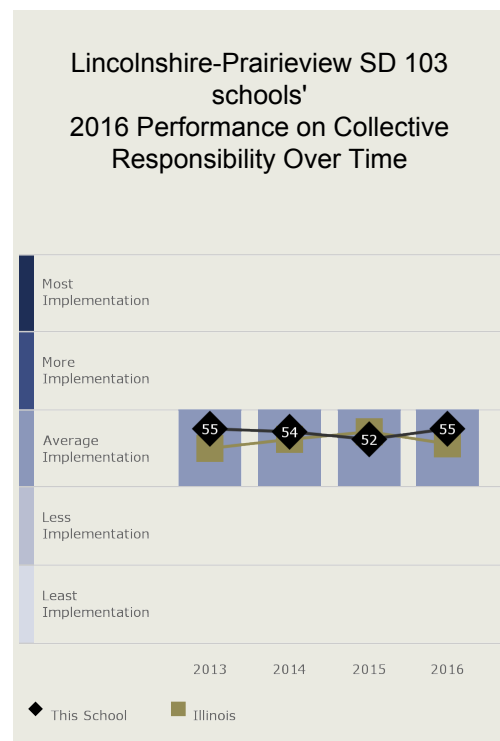 Lincolnshire-Prairieview SD 103
schools'
2016 Performance on Collective
Responsibility Over Time
Most
Implementation
More
Implementation
Average
Implementation
55 54 52 55
Less
Implementation
Least
Implementation
2013 2014 2015 2016
This School Illinois